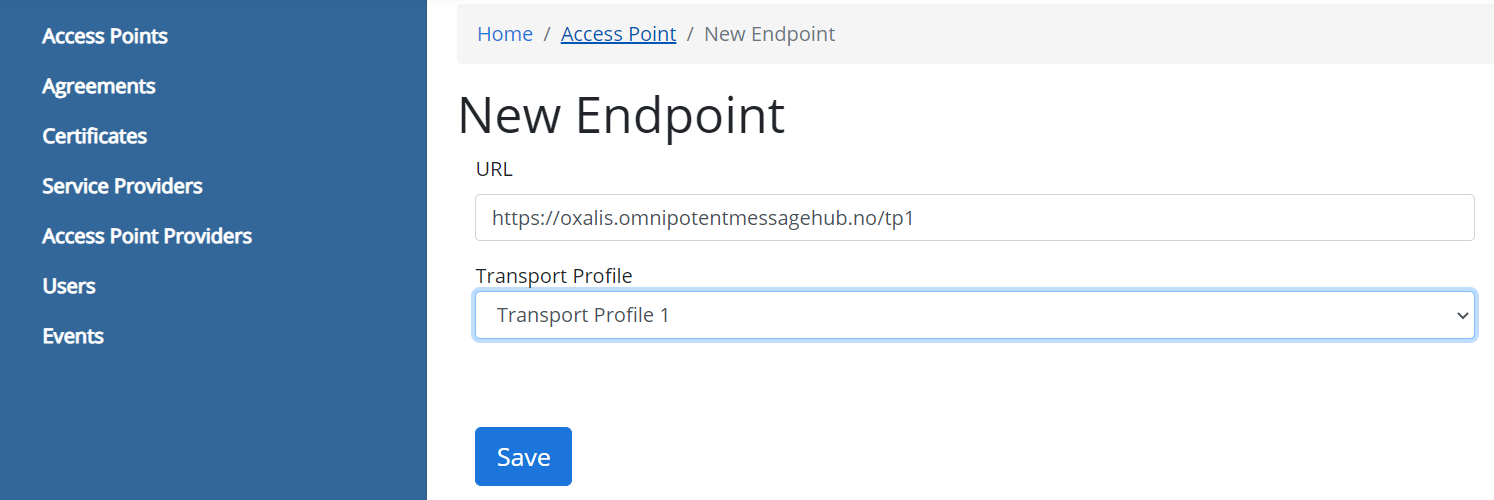 Access Points
Agreements
Certificates
Service Providers
Access Point Providers
Users
Events
Home / Access Point / New Endpoint
New Endpoint
URL
https://oxalis.omnipotentmessagehub.no/tp1
Transport Profile
Transport Profile 1
Save